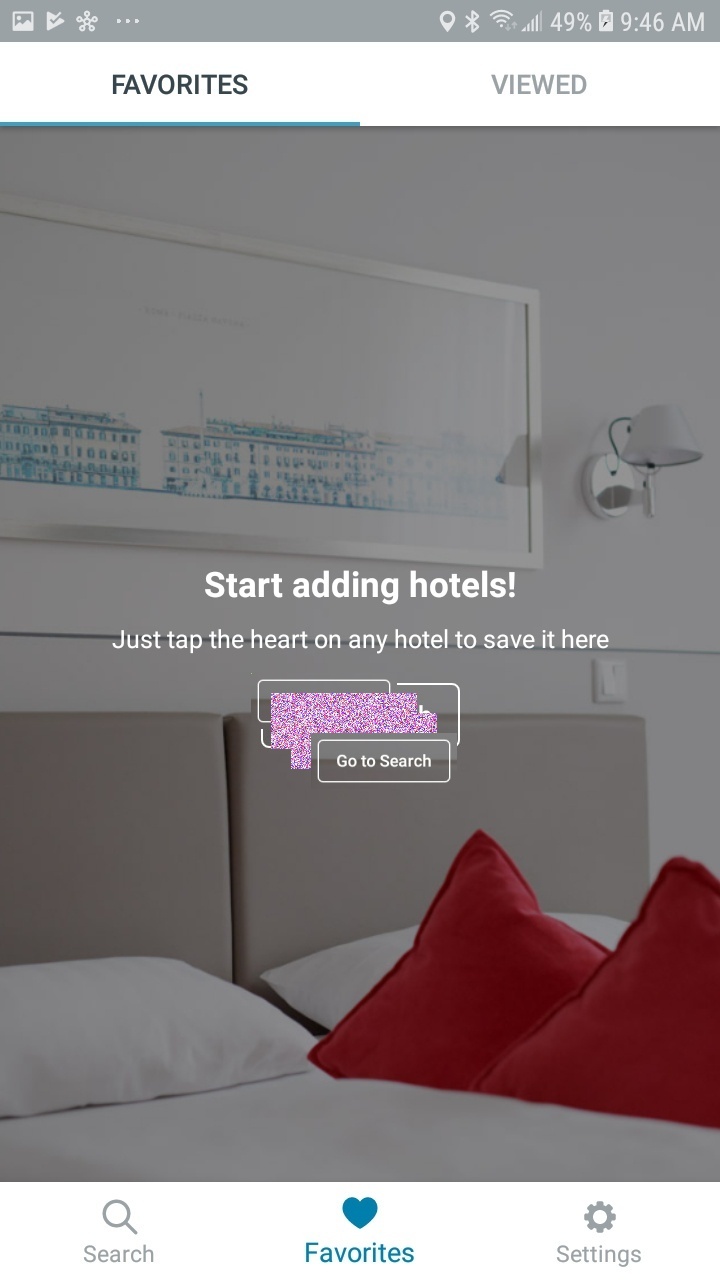 49% 9:46 AM
FAVORITES VIEWED
Start adding hotels!
Just tap the heart on any hotel to save it here
Go to Search
Search Favorites Settings